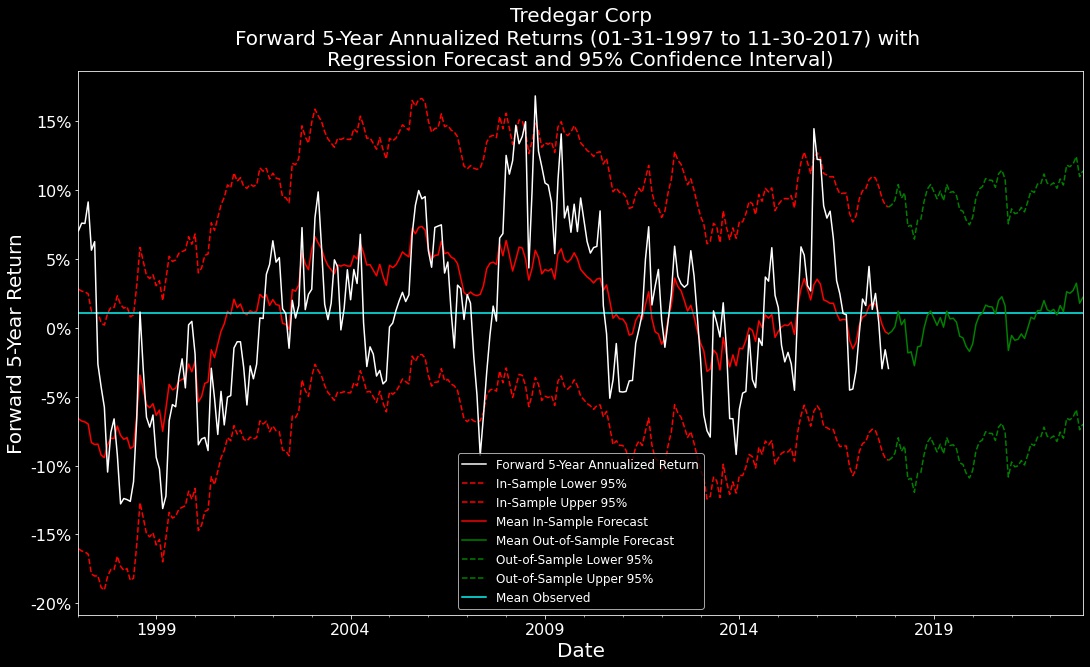 Tredegar Corp
Forward 5-Year Annualized Returns (01-31-1997 to 11-30-2017) with
Regression Forecast and 95% Confidence Interval)
Forward 5-Year Return
15%
10%
5%
0%
-5%
-10%
-15%
-20%
Forward 5-Year Annualized Return
In-Sample Lower 95%
In-Sample Upper 95%
Mean In-Sample Forecast
Mean Out-of-Sample Forecast
Out-of-Sample Lower 95%
Out-of-Sample Upper 95%
Mean Observed
1999 2004 2009 2014 2019
Date